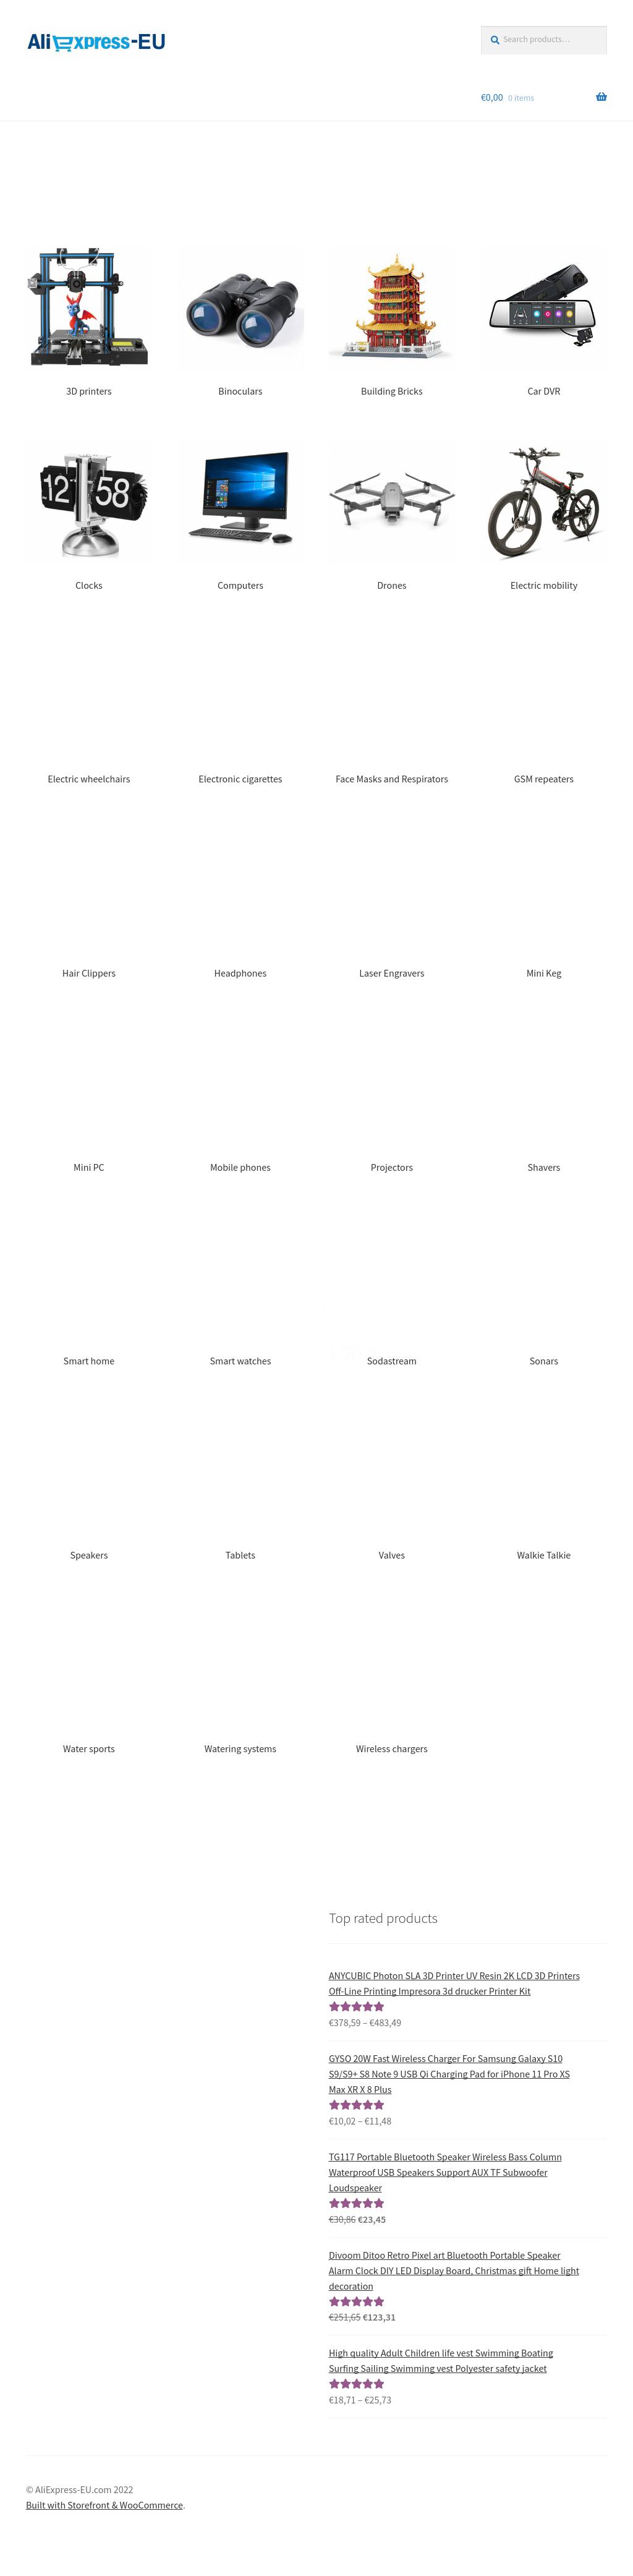 AliExpress-EU
Search products…
€0,00 0 items
3D printers
Binoculars
Building Bricks
Car DVR
12 58
Clocks
Computers
Drones
Electric mobility
Electric wheelchairs
Electronic cigarettes
Face Masks and Respirators
GSM repeaters
Hair Clippers
Headphones
Laser Engravers
Mini Keg
Mini PC
Mobile phones
Projectors
Shavers
Smart home
Smart watches
Sodastream
Sonars
Speakers
Tablets
Valves
Walkie Talkie
Water sports
Watering systems
Wireless chargers
Top rated products
ANYCUBIC Photon SLA 3D Printer UV Resin 2K LCD 3D Printers
Off-Line Printing Impresora 3d drucker Printer Kit
€378,59 – €483,49
GYSO 20W Fast Wireless Charger For Samsung Galaxy S10
S9/S9+ S8 Note 9 USB Qi Charging Pad for iPhone 11 Pro XS
Max XR X 8 Plus
€10,02 – €11,48
TG117 Portable Bluetooth Speaker Wireless Bass Column
Waterproof USB Speakers Support AUX TF Subwoofer
Loudspeaker
€30,86 €23,45
Divoom Ditoo Retro Pixel art Bluetooth Portable Speaker
Alarm Clock DIY LED Display Board, Christmas gift Home light
decoration
€251,65 €123,31
High quality Adult Children life vest Swimming Boating
Surfing Sailing Swimming vest Polyester safety jacket
€18,71 – €25,73
© AliExpress-EU.com 2022
Built with Storefront & WooCommerce.